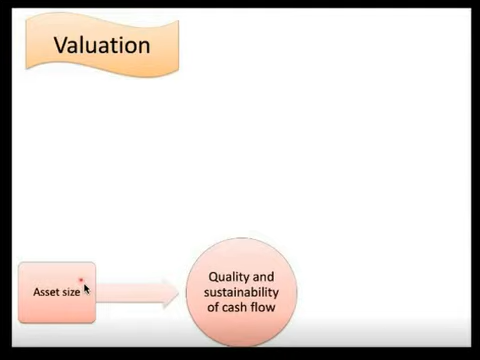 Valuation
Asset size
Quality and
sustainability
of cash flow